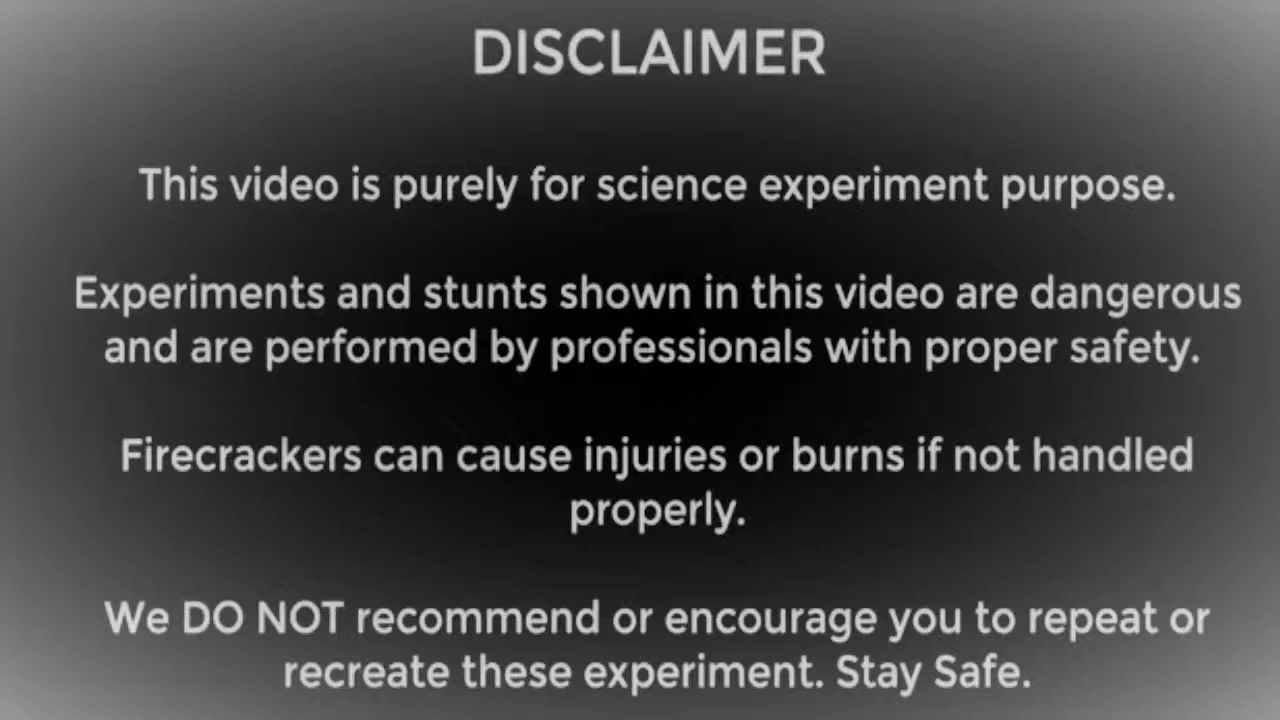 DISCLAIMER
This video is purely for science experiment purpose.
Experiments and stunts shown in this video are dangerous
and are performed by professionals with proper safety.
Firecrackers can cause injuries or burns if not handled
properly.
We DO NOT recommend or encourage you to repeat or
recreate these experiment. Stay Safe.